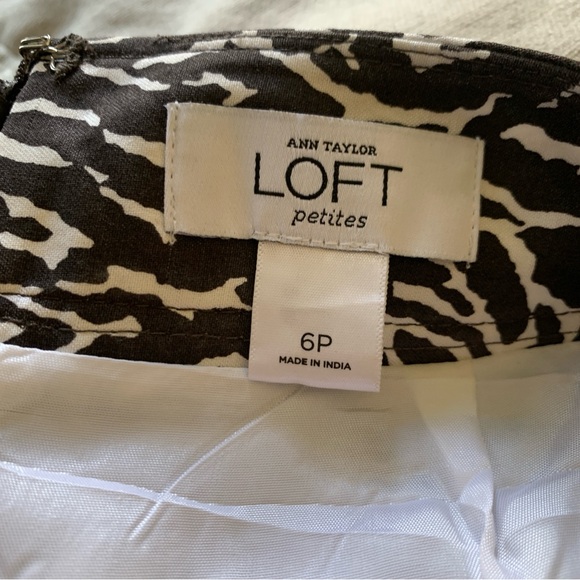 ANN TAYLOR
LOFT
petites
6P
MADE IN INDIA